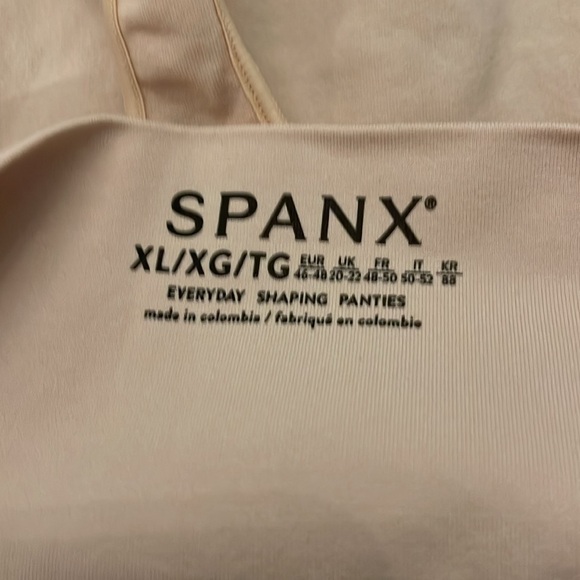 SPANX®
XL/XG/TG EUR 46-48 UK 20-22 FR 48-50 IT 50-52 KR 88
EVERYDAY SHAPING PANTIES
made in colombia / fabriqué en colombie